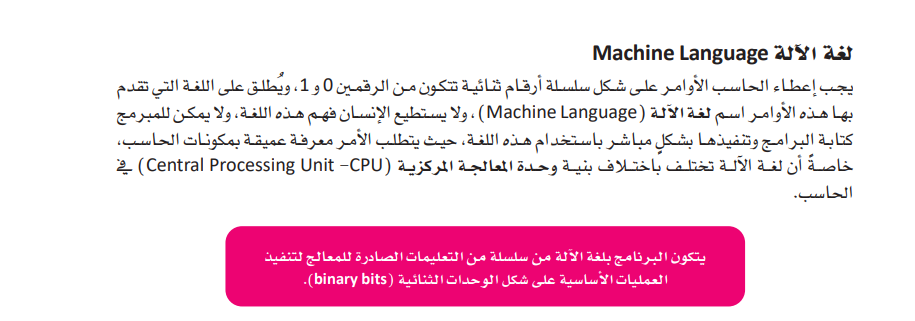 لغة الآلة Machine Language
يجب إعطاء الحاسب الأوامر على شكل سلسلة أرقام ثنائية تتكون من الرقمين 0 و 1، ويُطلق على اللغة التي تقدم
بها هذه الأوامر اسم لغة الآلة (Machine Language)، ولا يستطيع الإنسان فهم هذه اللغة، ولا يمكن للمبرمج
كتابة البرامج وتنفيذها بشكلٍ مباشر باستخدام هذه اللغة، حيث يتطلب الأمر معرفة عميقة بمكونات الحاسب،
خاصةً أن لغة الآلة تختلف باختلاف بنية وحدة المعالجة المركزية (Central Processing Unit –CPU) في
الحاسب.
يتكون البرنامج بلغة الآلة من سلسلة من التعليمات الصادرة للمعالج لتنفيذ
العمليات الأساسية على شكل الوحدات الثنائية (binary bits).